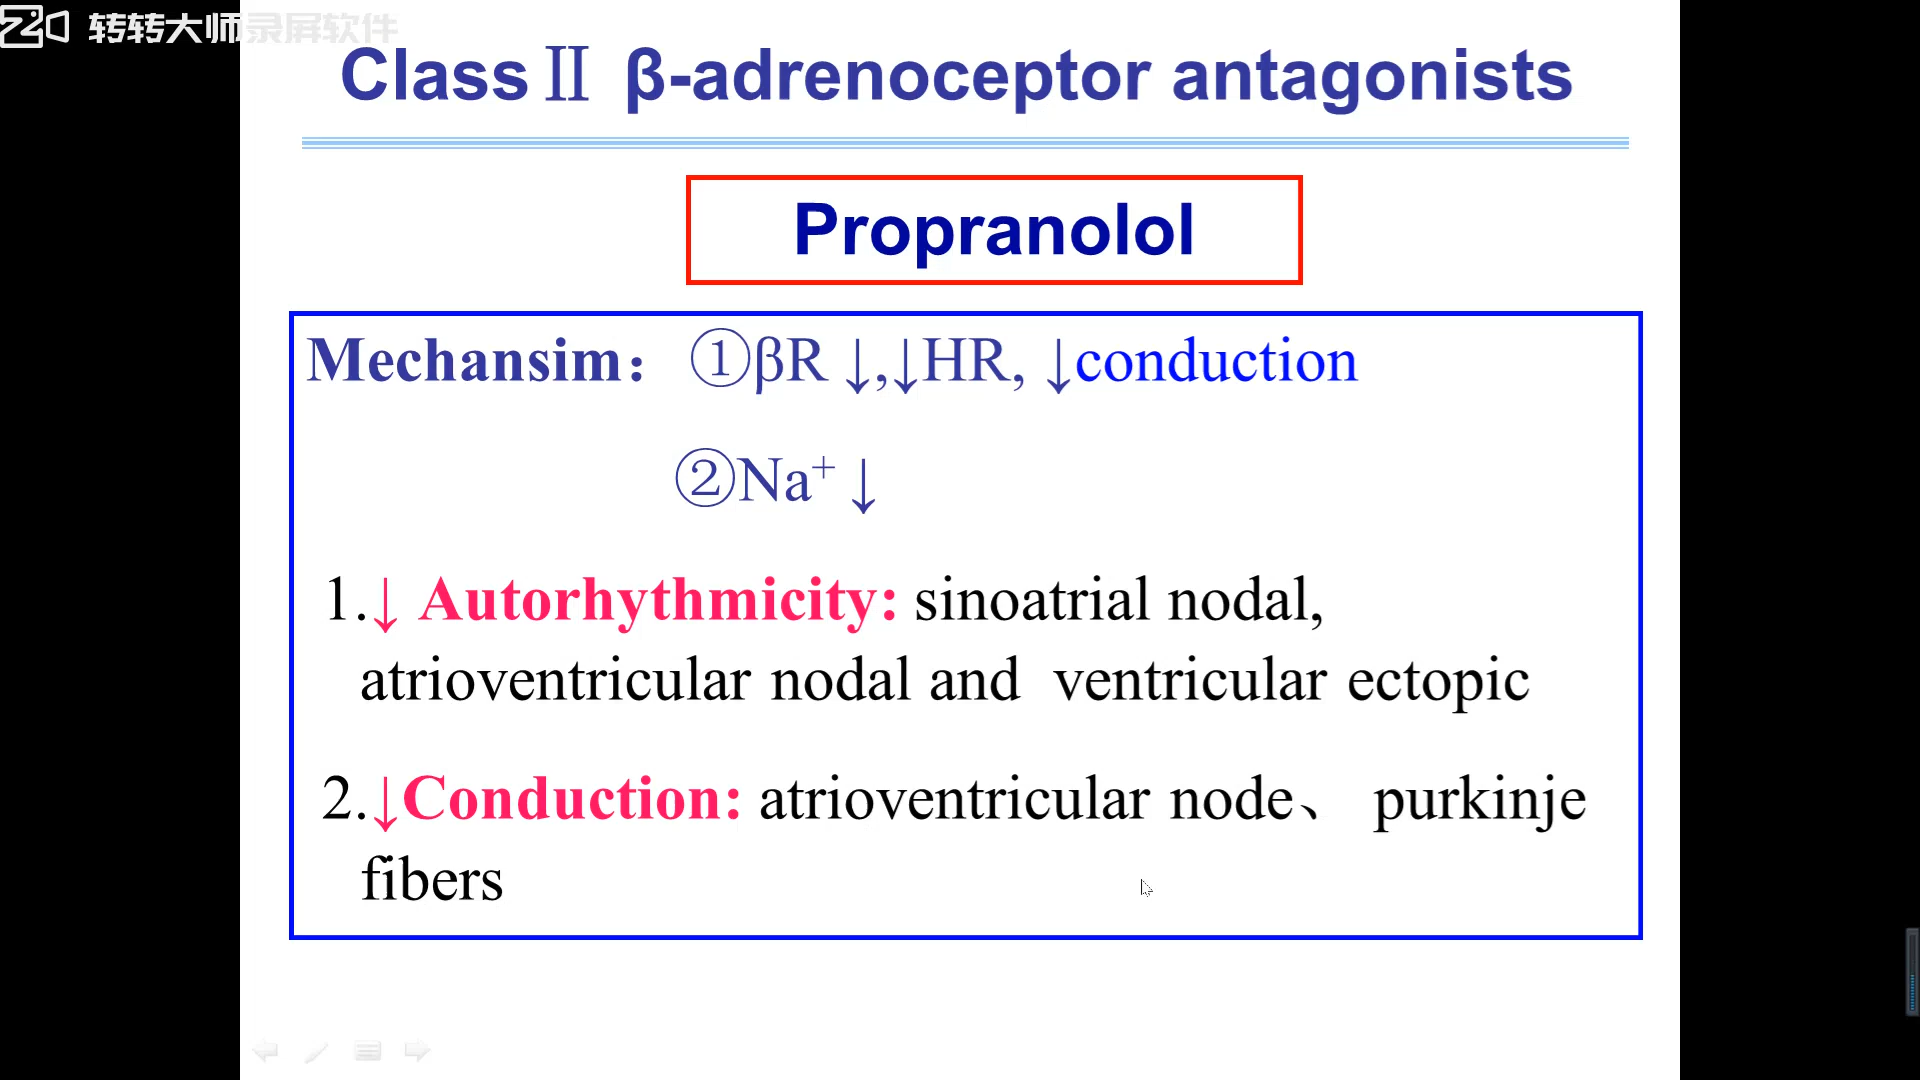 转转大师录屏软件
Class Ⅱ β-adrenoceptor antagonists
Propranolol
Mechansim： ①βR ↓,↓HR, ↓conduction
②Na⁺ ↓
1.↓ Autorhythmicity: sinoatrial nodal,
atrioventricular nodal and ventricular ectopic
2.↓Conduction: atrioventricular node、 purkinje
fibers